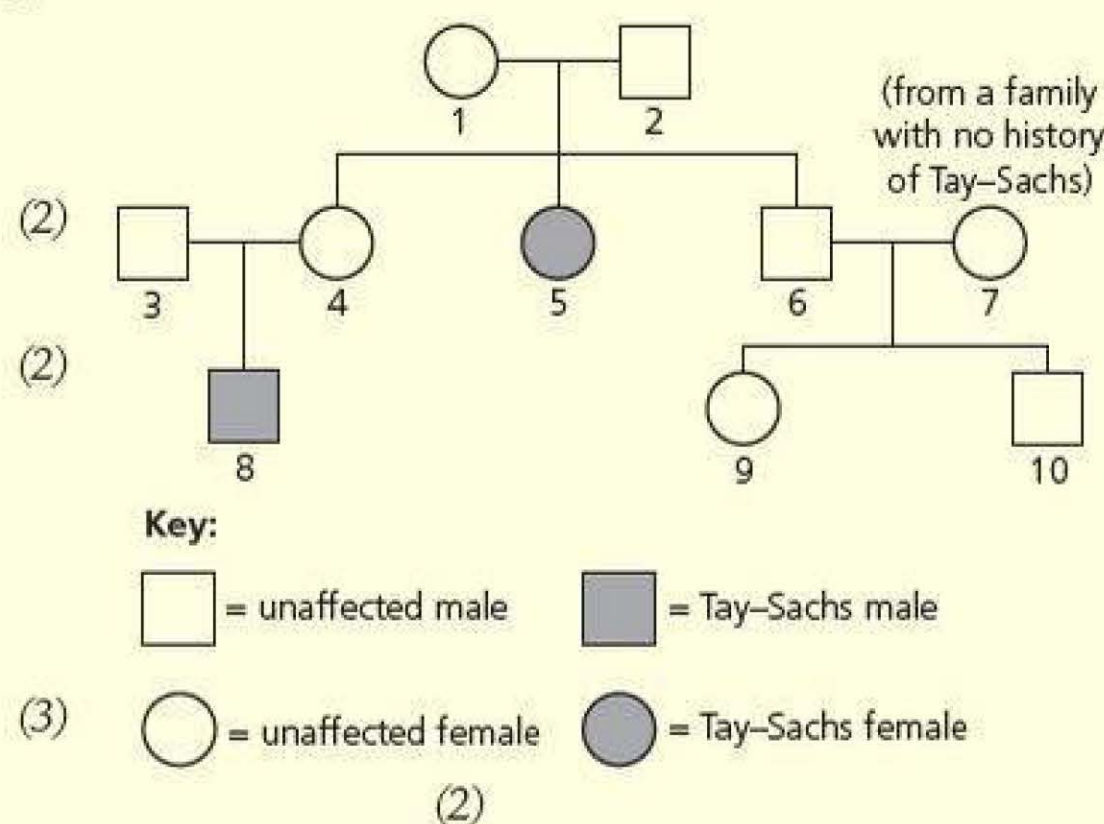 1
2
(from a family
with no history
of Tay–Sachs)
(2)
3
4
5
6
7
(2)
8
9
10
Key:
= unaffected male
= Tay–Sachs male
(3)
= unaffected female
= Tay–Sachs female
(2)